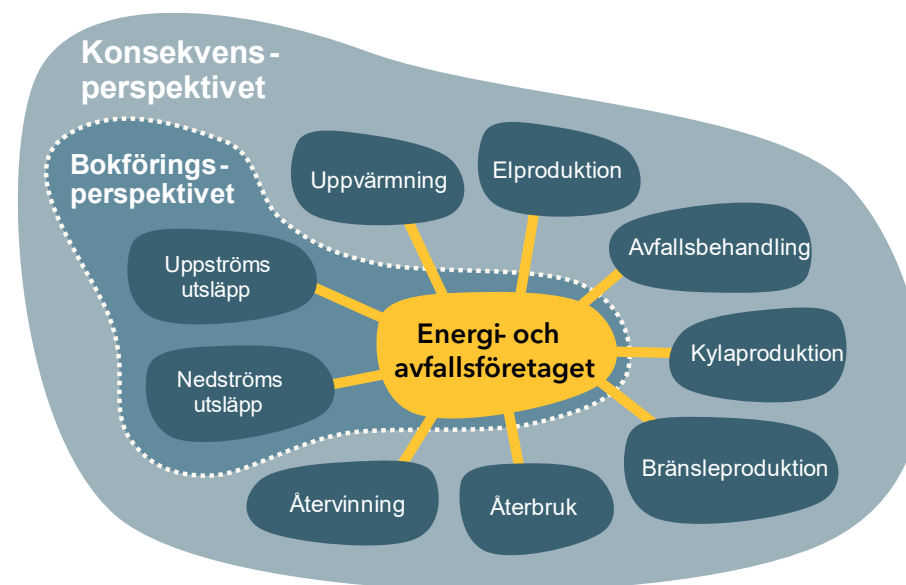 Konsekvens-
perspektivet
Bokförings-
perspektivet
Uppvärmning
Elproduktion
Avfallsbehandling
Uppströms
utsläpp
Energi- och
avfallsföretaget
Kylaproduktion
Nedströms
utsläpp
Bränsleproduktion
Återvinning
Återbruk